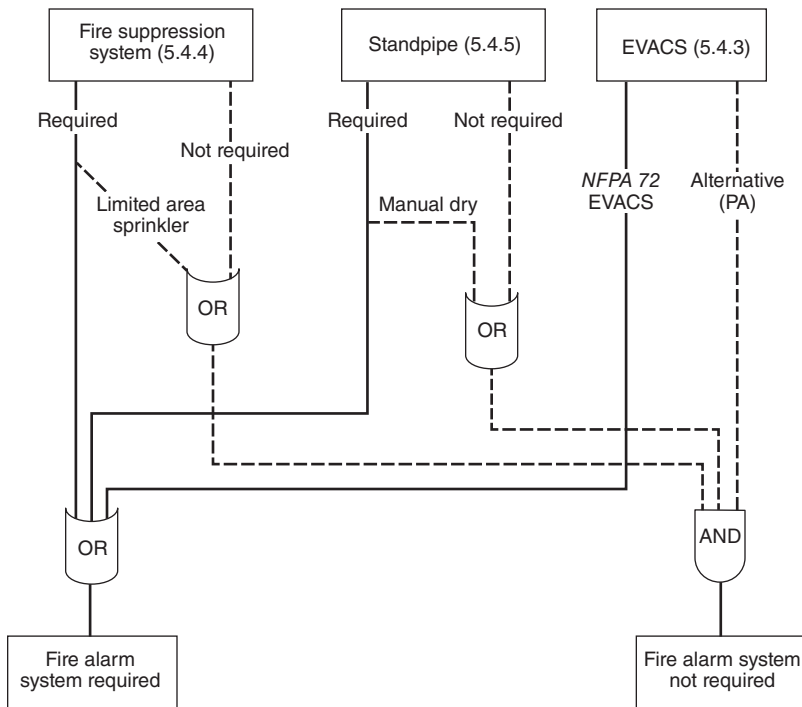 Fire suppression
system (5.4.4)
Standpipe (5.4.5)
EVACS (5.4.3)
Required
Not required
Required
Not required
NFPA 72
EVACS
Alternative
(PA)
Limited area
sprinkler
Manual dry
OR
OR
OR
AND
Fire alarm
system required
Fire alarm system
not required